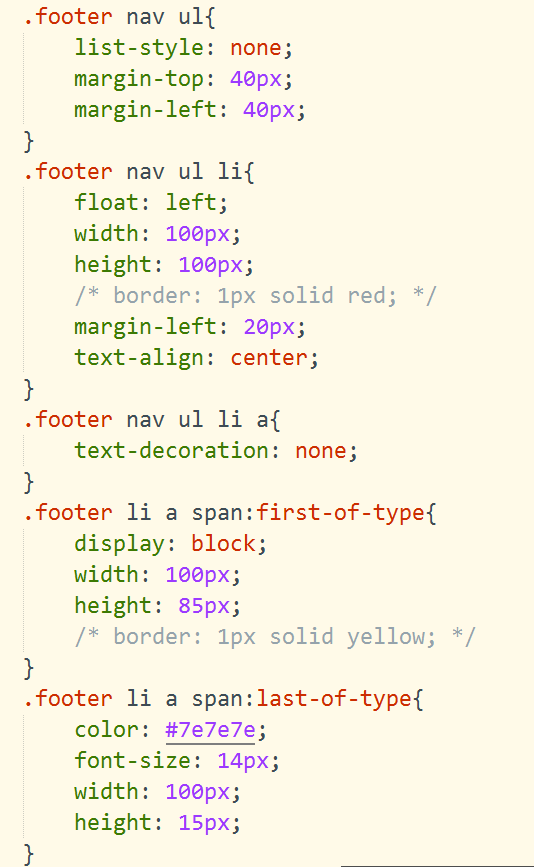 .footer nav ul{
list-style: none;
margin-top: 40px;
margin-left: 40px;
}
.footer nav ul li{
float: left;
width: 100px;
height: 100px;
/* border: 1px solid red; */
margin-left: 20px;
text-align: center;
}
.footer nav ul li a{
text-decoration: none;
}
.footer li a span:first-of-type{
display: block;
width: 100px;
height: 85px;
/* border: 1px solid yellow; */
}
.footer li a span:last-of-type{
color: #7e7e7e;
font-size: 14px;
width: 100px;
height: 15px;
}